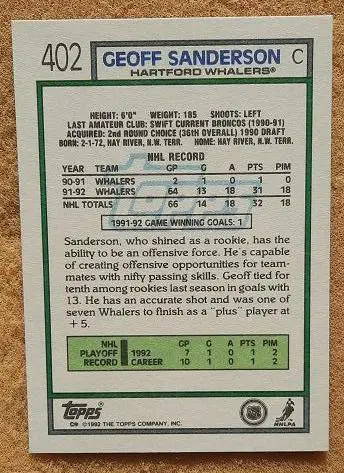 402 GEOFF SANDERSON C
HARTFORD WHALERS®
HEIGHT: 6'0" WEIGHT: 185 SHOOTS: LEFT
LAST AMATEUR CLUB: SWIFT CURRENT BRONCOS (1990-91)
ACQUIRED: 2nd ROUND CHOICE (36th OVERALL) 1990 DRAFT
BORN: 2-1-72, HAY RIVER, N.W. TERR. HOME: HAY RIVER, N.W. TERR.
NHL RECORD
YEAR TEAM GP G A PTS PIM
90-91 WHALERS 2 1 0 1 0
91-92 WHALERS 64 13 18 31 18
NHL TOTALS 66 14 18 32 18
Topps
1991-92 GAME WINNING GOALS: 1
Sanderson, who shined as a rookie, has the
ability to be an offensive force. He's capable
of creating offensive opportunities for team-
mates with nifty passing skills. Geoff tied for
tenth among rookies last season in goals with
13. He has an accurate shot and was one of
seven Whalers to finish as a "plus" player at
+ 5.
NHL GP G A PTS PIM
PLAYOFF 1992 7 1 0 1 2
RECORD CAREER 10 1 0 1 2
Topps
© 1992 THE TOPPS COMPANY, INC.
NHL
NHLPA